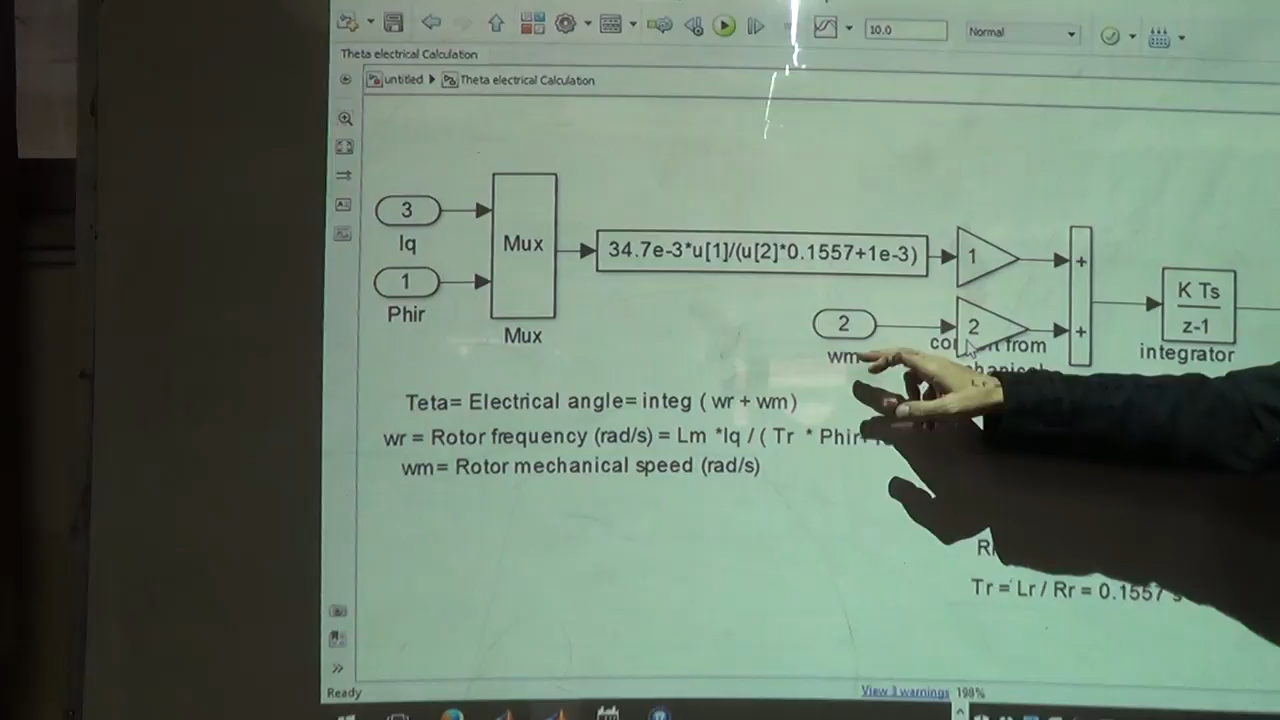 10.0
Normal
Theta electrical Calculation
untitled
Theta electrical Calculation
3
Iq
1
Phir
Mux
Mux
34.7e-3*u[1]/(u[2]*0.1557+1e-3)
1
2
wm
2
from
+
+
K Ts
z-1
integrator
Teta= Electrical angle= integ ( wr + wm)
wr = Rotor frequency (rad/s) = Lm *Iq / ( Tr * Phir
wm= Rotor mechanical speed (rad/s)
Tr = Lr / Rr = 0.1557 s
Ready
View 3 warnings
198%